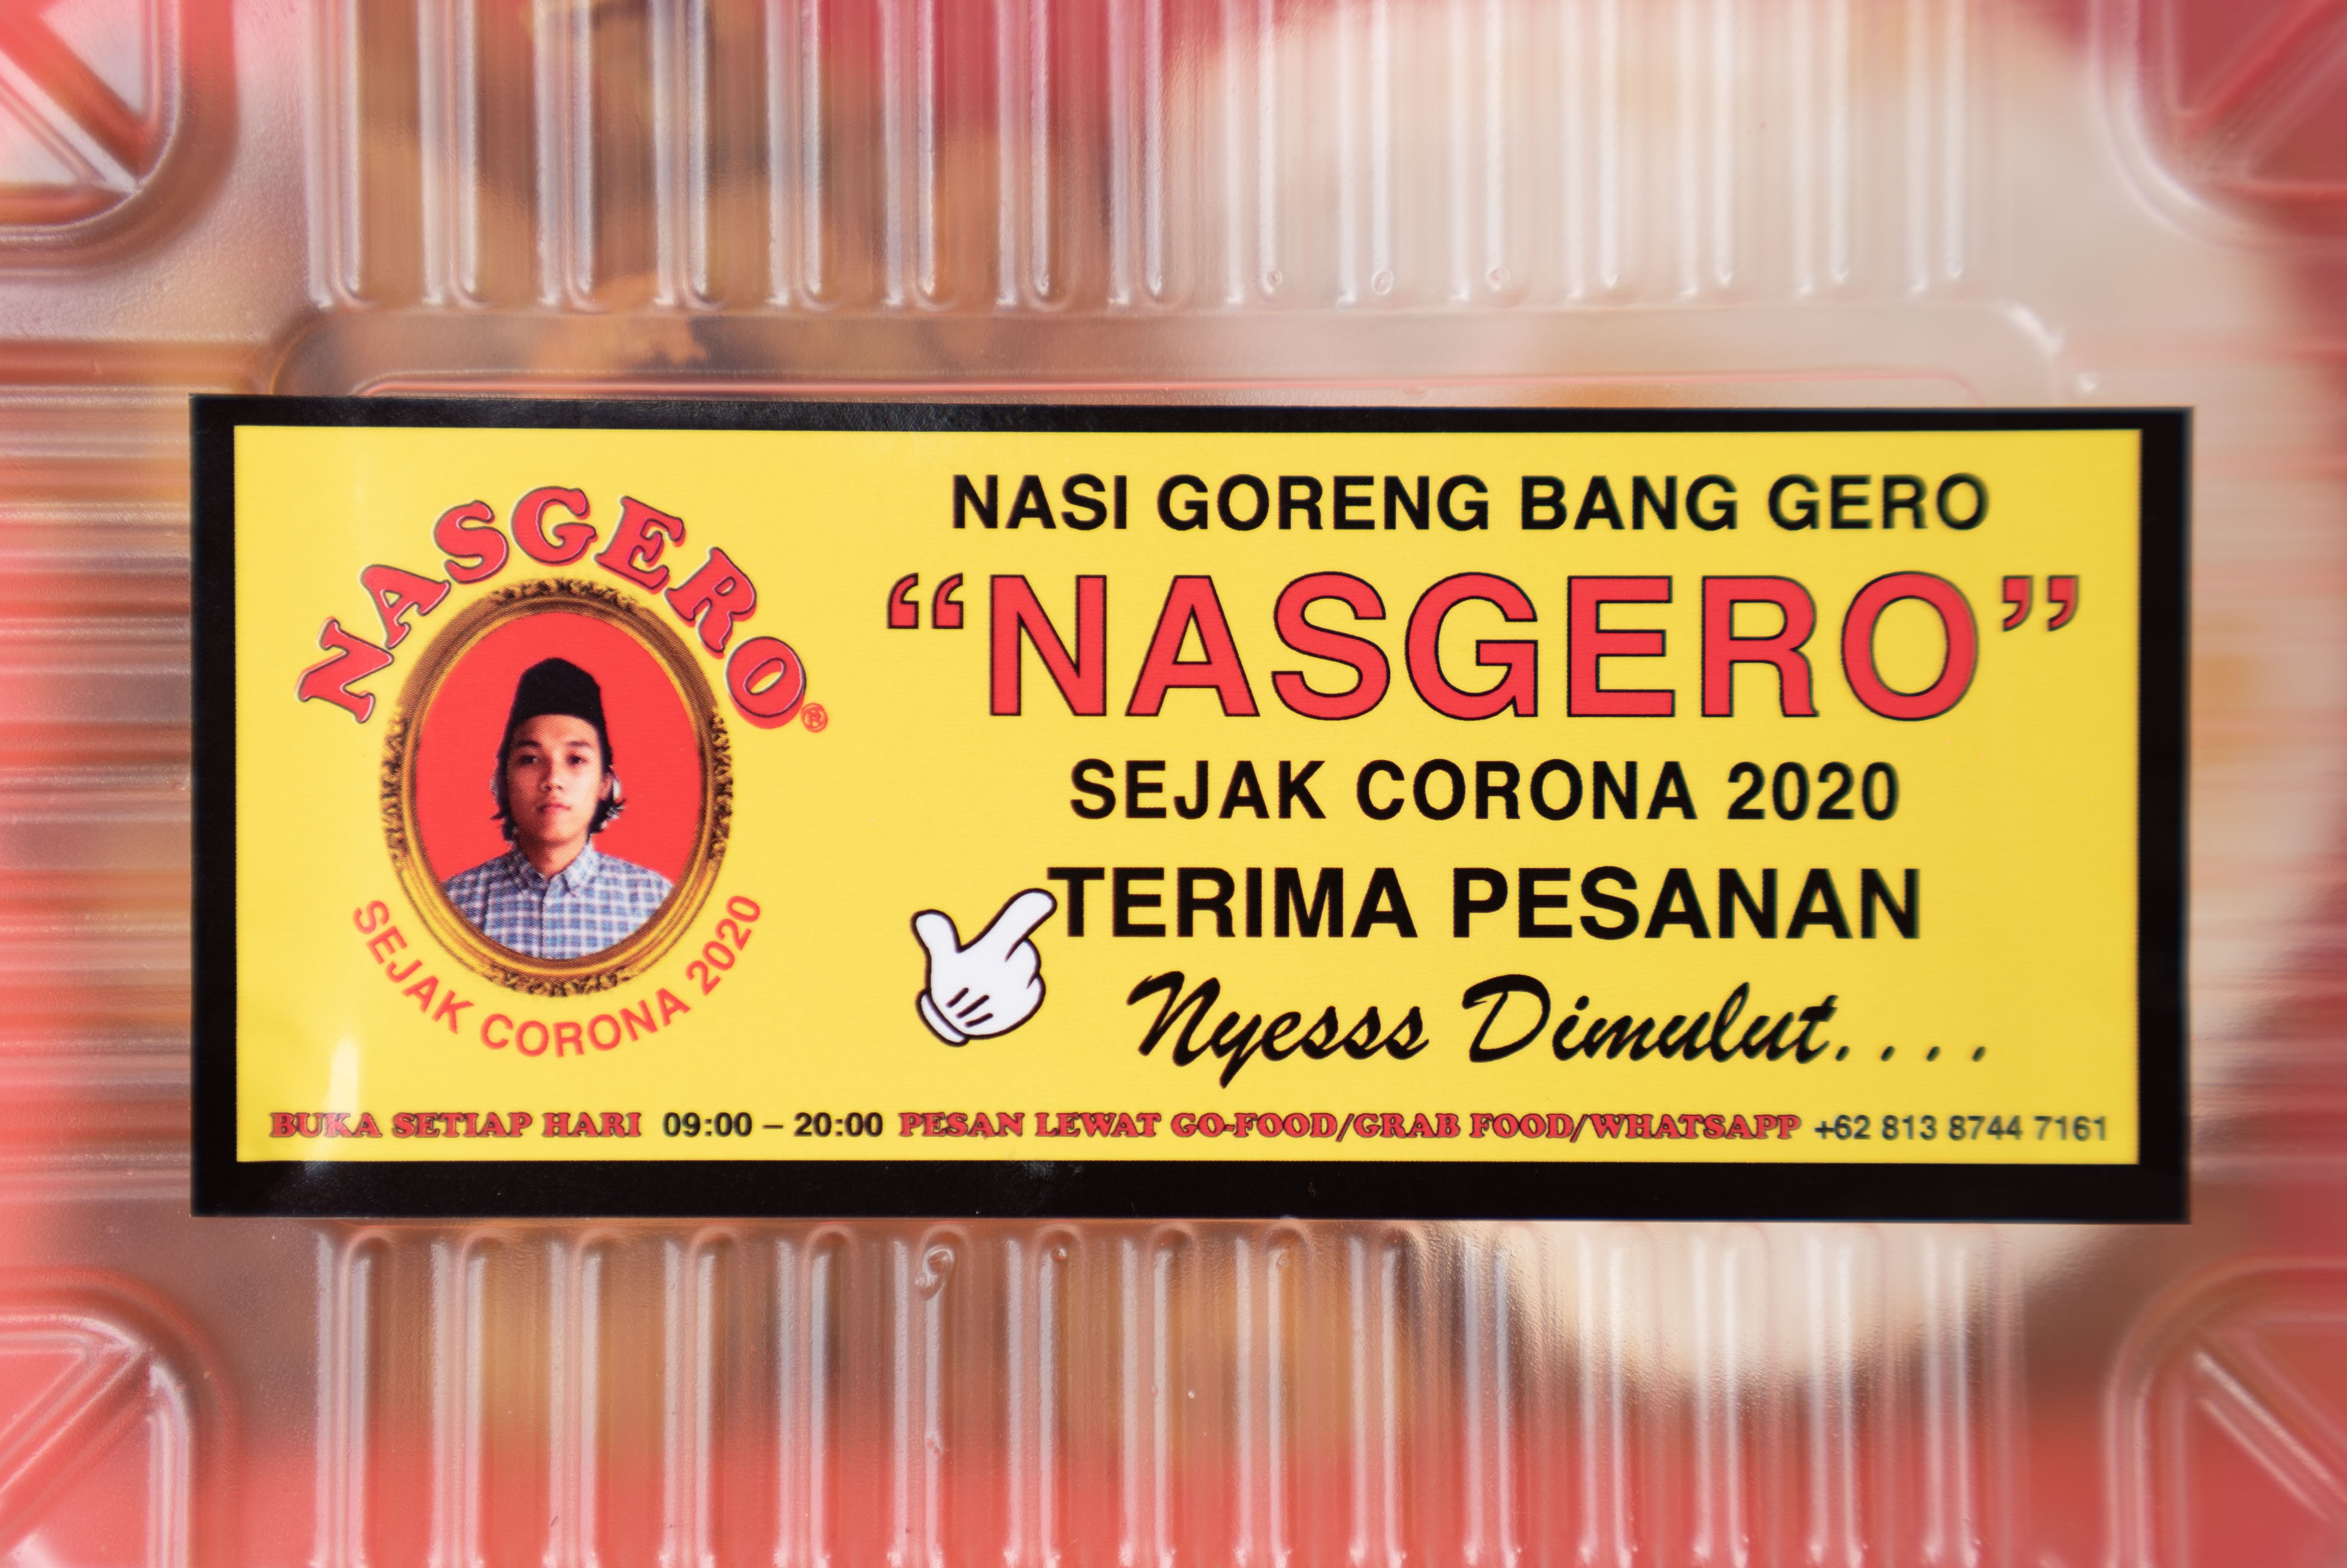 NASGERO®
SEJAK CORONA 2020
NASI GORENG BANG GERO
“NASGERO”
SEJAK CORONA 2020
TERIMA PESANAN
Nyesss Dimulut....
BUKA SETIAP HARI 09:00 – 20:00 PESAN LEWAT GO-FOOD/GRAB FOOD/WHATSAPP +62 813 8744 7161